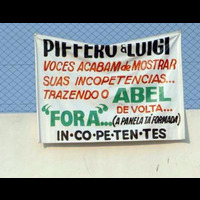 PIFFERO & LUIGI
VOCES ACABAM de MOSTRAR
SUAS INCOPETENCIAS...
TRAZENDO O ABEL
DE VOLTA...
"FORA"... (A PANELA TÁ FORMADA)
IN•CO•PE•TEN•TES